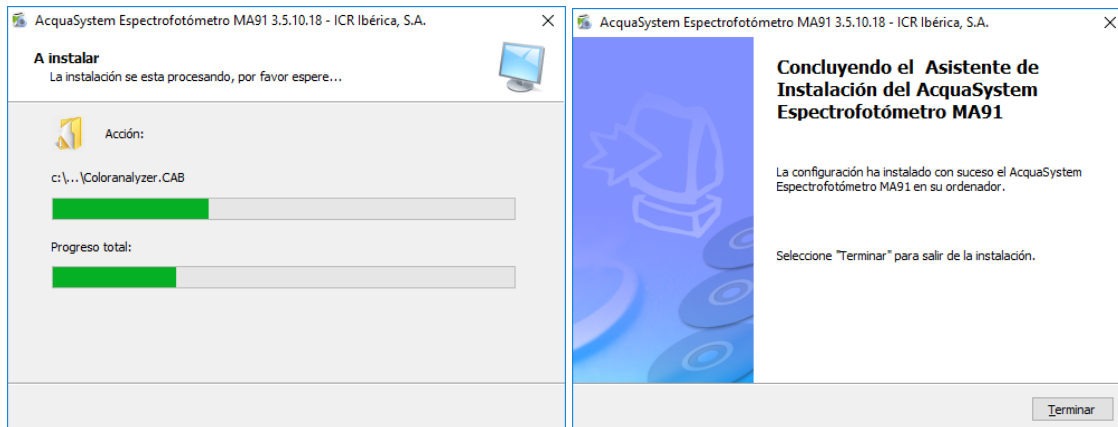 AcquaSystem Espectrofotómetro MA91 3.5.10.18 - ICR Ibérica, S.A.
A instalar
La instalación se esta procesando, por favor espere...
Acción:
c:\...\Coloranalyzer.CAB
Progreso total:
AcquaSystem Espectrofotómetro MA91 3.5.10.18 - ICR Ibérica, S.A.
Concluyendo el Asistente de
Instalación del AcquaSystem
Espectrofotómetro MA91
La configuración ha instalado con suceso el AcquaSystem
Espectrofotómetro MA91 en su ordenador.
Seleccione "Terminar" para salir de la instalación.
Terminar